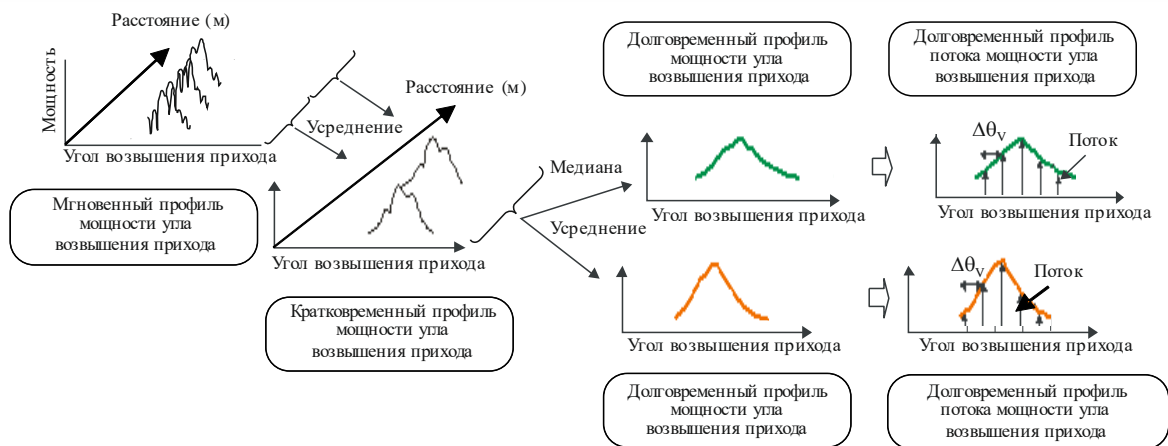 Расстояние (м)
Мощность
Угол возвышения прихода
Мгновенный профиль
мощности угла
возвышения прихода
Усреднение
Расстояние (м)
Угол возвышения прихода
Кратковременный профиль
мощности угла
возвышения прихода
Медиана
Усреднение
Долговременный профиль
мощности угла
возвышения прихода
Угол возвышения прихода
Долговременный профиль
потока мощности угла
возвышения прихода
Δθv
Поток
Угол возвышения прихода
Угол возвышения прихода
Долговременный профиль
мощности угла
возвышения прихода
Δθv
Поток
Угол возвышения прихода
Долговременный профиль
потока мощности угла
возвышения прихода